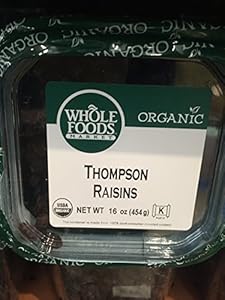 ORGANIC
WHOLE
FOODS
MARKET
ORGANIC
THOMPSON
RAISINS
USDA
ORGANIC
NET WT 16 oz (454g) K